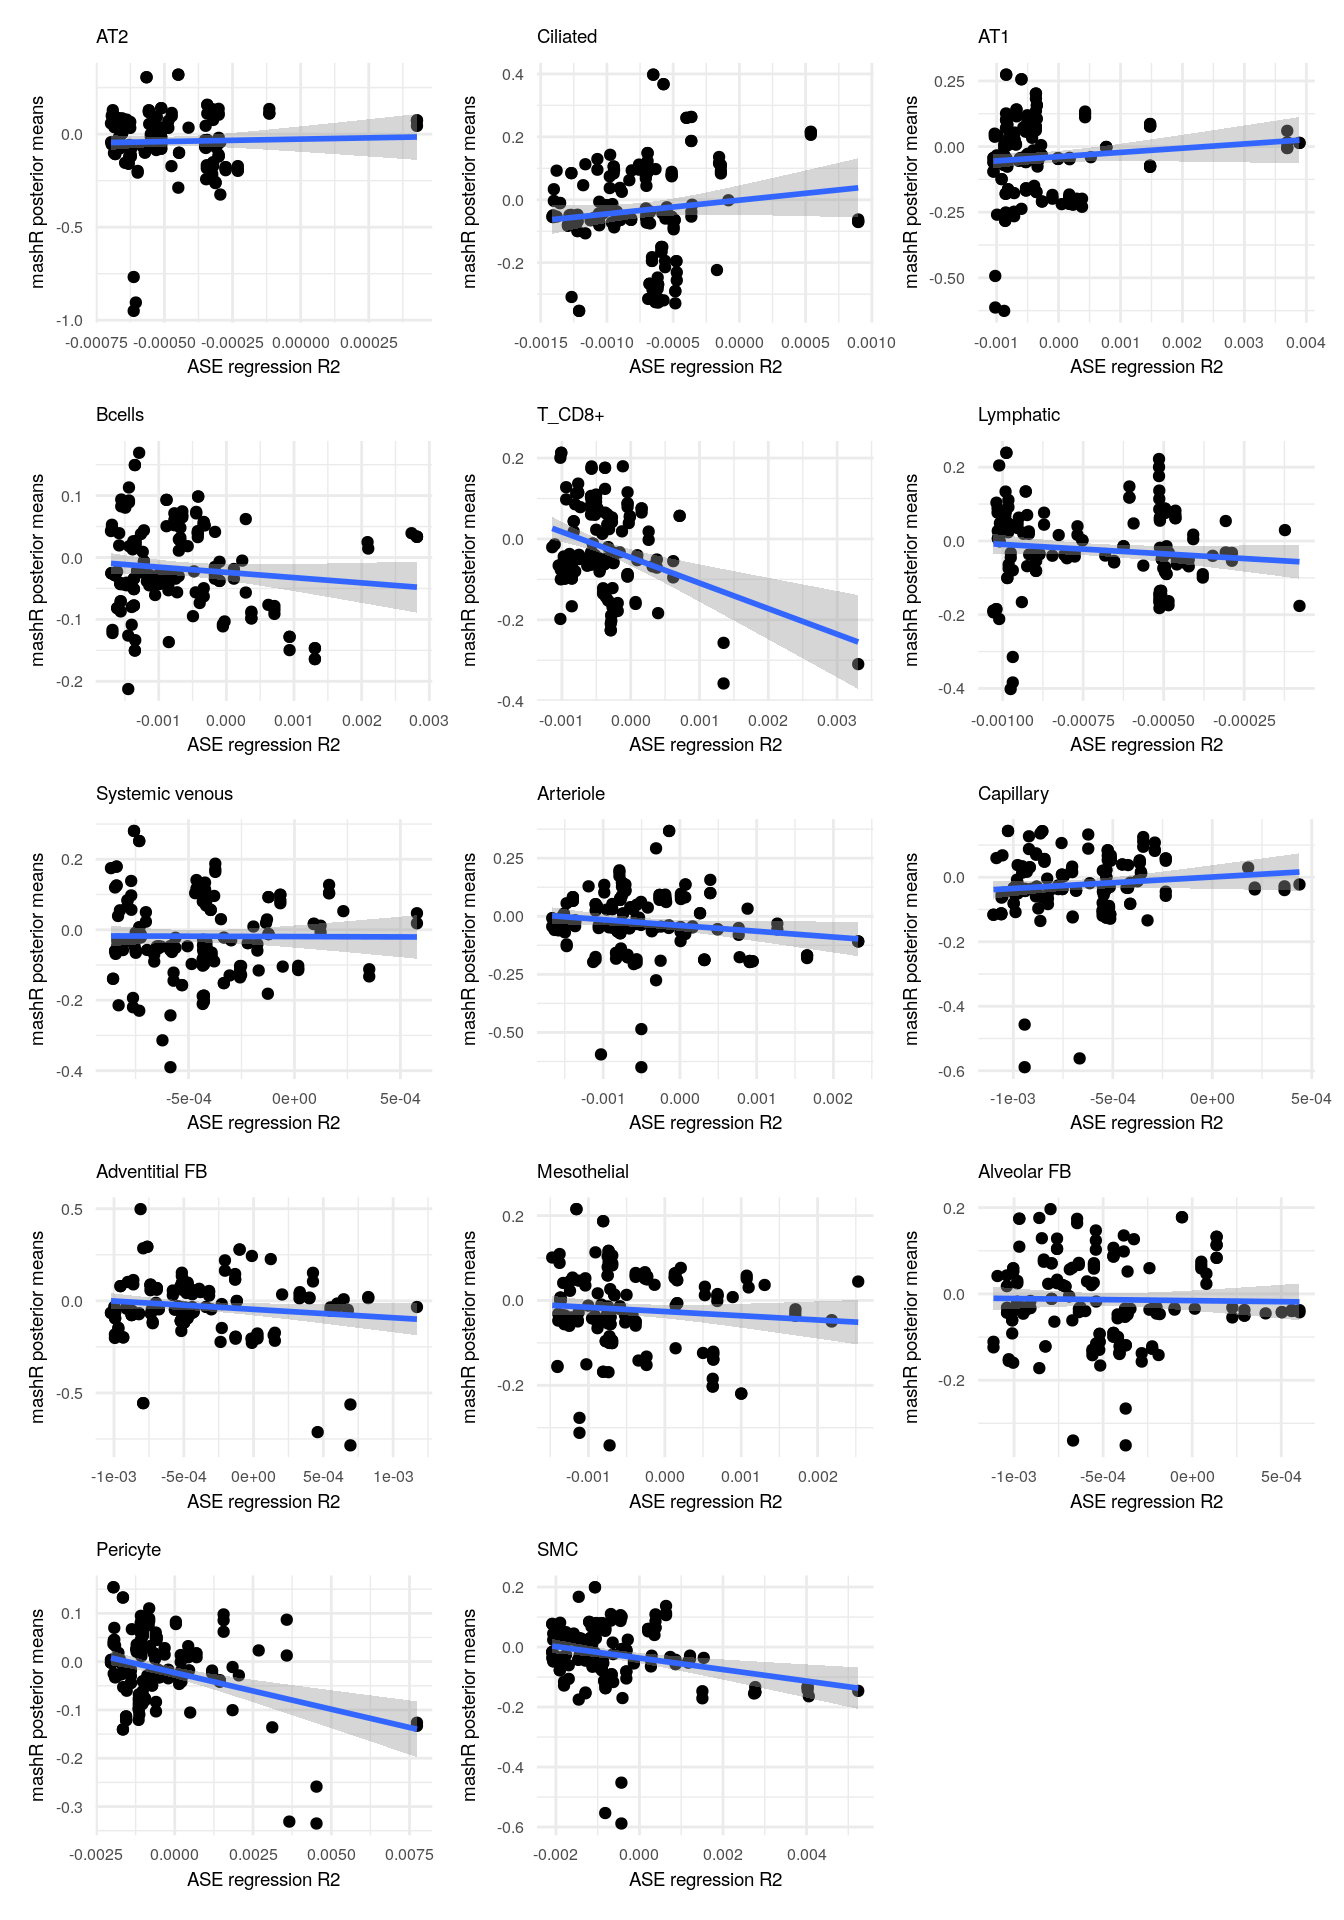 AT2
Ciliated
AT1
mashR posterior means
0.0
-0.5
-1.0
-0.00075 -0.00050 -0.00025 0.00000 0.00025
ASE regression R2
mashR posterior means
0.4
0.2
0.0
-0.2
-0.0015 -0.0010 -0.0005 0.0000 0.0005 0.0010
ASE regression R2
mashR posterior means
0.25
0.00
-0.25
-0.50
-0.001 0.000 0.001 0.002 0.003 0.004
ASE regression R2
Bcells
T_CD8+
Lymphatic
mashR posterior means
0.1
0.0
-0.1
-0.2
-0.001 0.000 0.001 0.002 0.003
ASE regression R2
mashR posterior means
0.2
0.0
-0.2
-0.4
-0.001 0.000 0.001 0.002 0.003
ASE regression R2
mashR posterior means
0.2
0.0
-0.2
-0.4
-0.00100 -0.00075 -0.00050 -0.00025
ASE regression R2
Systemic venous
Arteriole
Capillary
mashR posterior means
0.2
0.0
-0.2
-0.4
-5e-04 0e+00 5e-04
ASE regression R2
mashR posterior means
0.25
0.00
-0.25
-0.50
-0.001 0.000 0.001 0.002
ASE regression R2
mashR posterior means
0.0
-0.2
-0.4
-0.6
-1e-03 -5e-04 0e+00 5e-04
ASE regression R2
Adventitial FB
Mesothelial
Alveolar FB
mashR posterior means
0.5
0.0
-0.5
-1e-03 -5e-04 0e+00 5e-04 1e-03
ASE regression R2
mashR posterior means
0.2
0.0
-0.2
-0.001 0.000 0.001 0.002
ASE regression R2
mashR posterior means
0.2
0.0
-0.2
-1e-03 -5e-04 0e+00 5e-04
ASE regression R2
Pericyte
SMC
mashR posterior means
0.1
0.0
-0.1
-0.2
-0.3
-0.0025 0.0000 0.0025 0.0050 0.0075
ASE regression R2
mashR posterior means
0.2
0.0
-0.2
-0.4
-0.6
-0.002 0.000 0.002 0.004
ASE regression R2